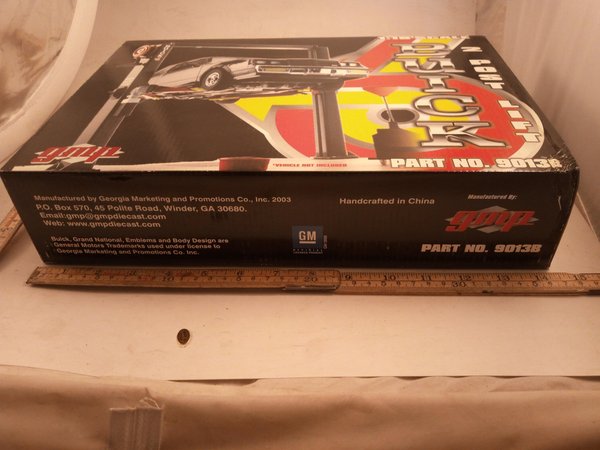 2 POST LIFT
BUICK
*VEHICLE NOT INCLUDED
PART NO. 9013B
gmp
Manufactured by Georgia Marketing and Promotions Co., Inc. 2003
P.O. Box 570, 45 Polite Road, Winder, GA 30680.
Email:gmp@gmpdiecast.com
Web: www.gmpdiecast.com
Handcrafted in China
Manufactured By:
gmp
PART NO. 9013B
Buick, Grand National, Emblems and Body Design are
General Motors Trademarks used under license to
Georgia Marketing and Promotions Co. Inc.
GM